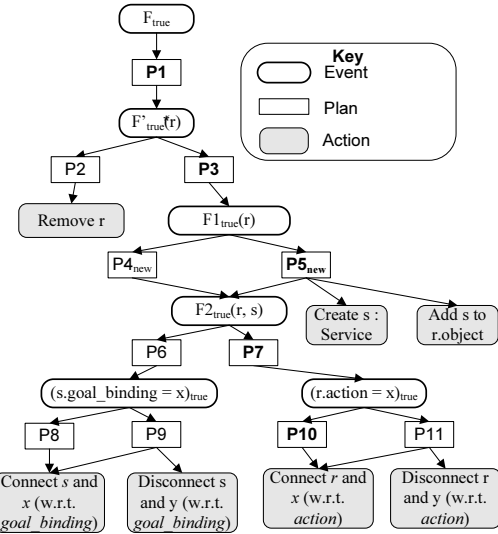 F_true
Key
Event
P1
Plan
F'_true*(r)
Action
P2
P3
Remove r
F1_true(r)
P4_new
P5_new
F2_true(r, s)
Create s :
Service
Add s to
r.object
P6
P7
(s.goal_binding = x)_true
(r.action = x)_true
P8
P9
P10
P11
Connect s and
x (w.r.t.
goal_binding)
Disconnect s
and y (w.r.t.
goal_binding)
Connect r and
x (w.r.t.
action)
Disconnect r
and y (w.r.t.
action)